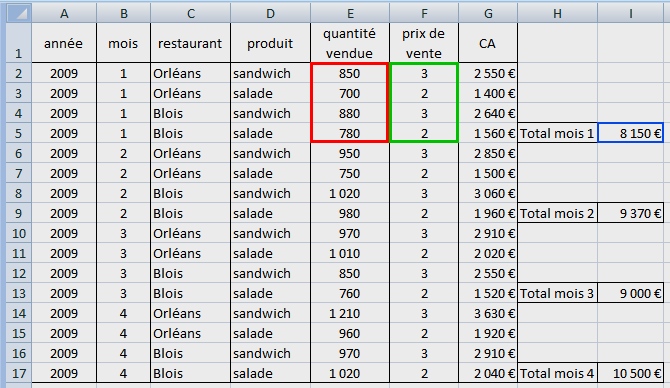 A B C D E F G H I
1 année mois restaurant produit quantité vendue prix de vente CA
2 2009 1 Orléans sandwich 850 3 2 550 €
3 2009 1 Orléans salade 700 2 1 400 €
4 2009 1 Blois sandwich 880 3 2 640 €
5 2009 1 Blois salade 780 2 1 560 € Total mois 1 8 150 €
6 2009 2 Orléans sandwich 950 3 2 850 €
7 2009 2 Orléans salade 750 2 1 500 €
8 2009 2 Blois sandwich 1 020 3 3 060 €
9 2009 2 Blois salade 980 2 1 960 € Total mois 2 9 370 €
10 2009 3 Orléans sandwich 970 3 2 910 €
11 2009 3 Orléans salade 1 010 2 2 020 €
12 2009 3 Blois sandwich 850 3 2 550 €
13 2009 3 Blois salade 760 2 1 520 € Total mois 3 9 000 €
14 2009 4 Orléans sandwich 1 210 3 3 630 €
15 2009 4 Orléans salade 960 2 1 920 €
16 2009 4 Blois sandwich 970 3 2 910 €
17 2009 4 Blois salade 1 020 2 2 040 € Total mois 4 10 500 €